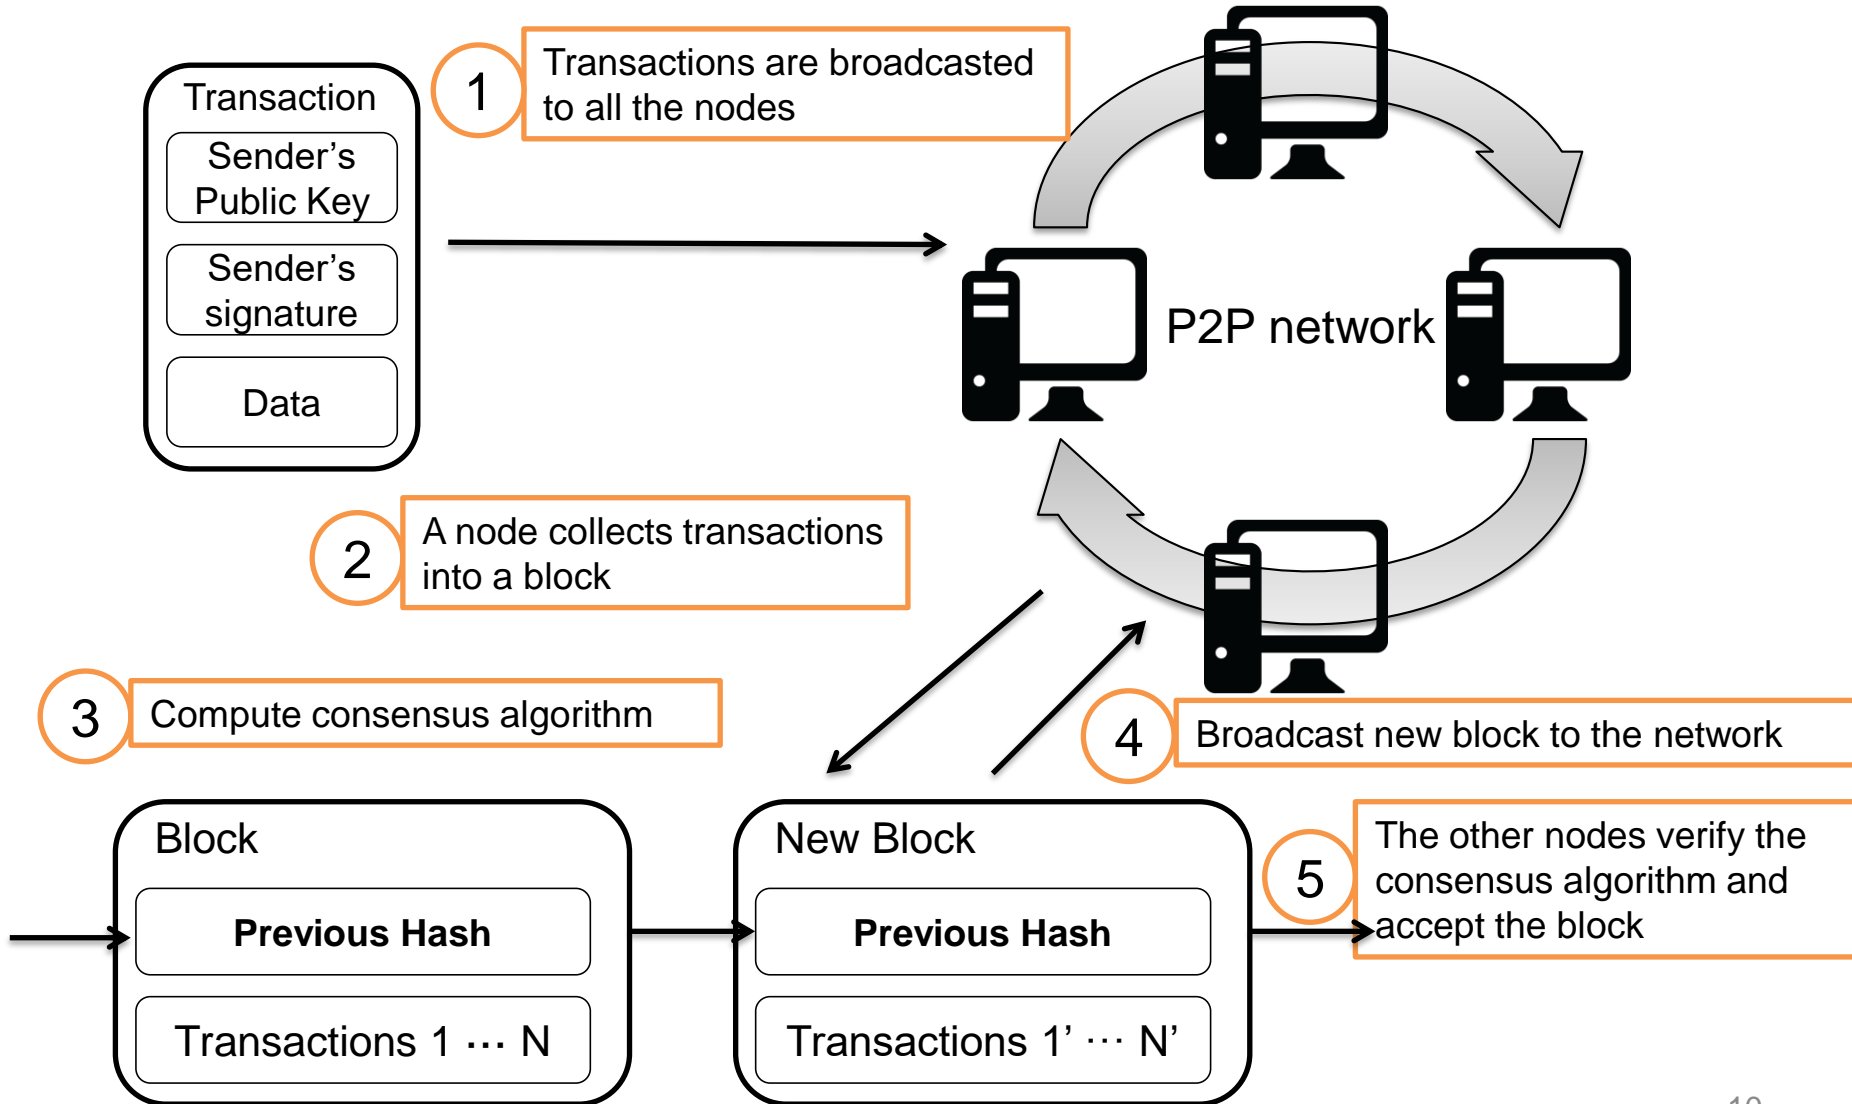 1
Transactions are broadcasted
to all the nodes
Transaction
Sender’s
Public Key
Sender’s
signature
Data
P2P network
2
A node collects transactions
into a block
3
Compute consensus algorithm
4
Broadcast new block to the network
Block
Previous Hash
Transactions 1 ... N
New Block
Previous Hash
Transactions 1’ ... N’
5
The other nodes verify the
consensus algorithm and
accept the block